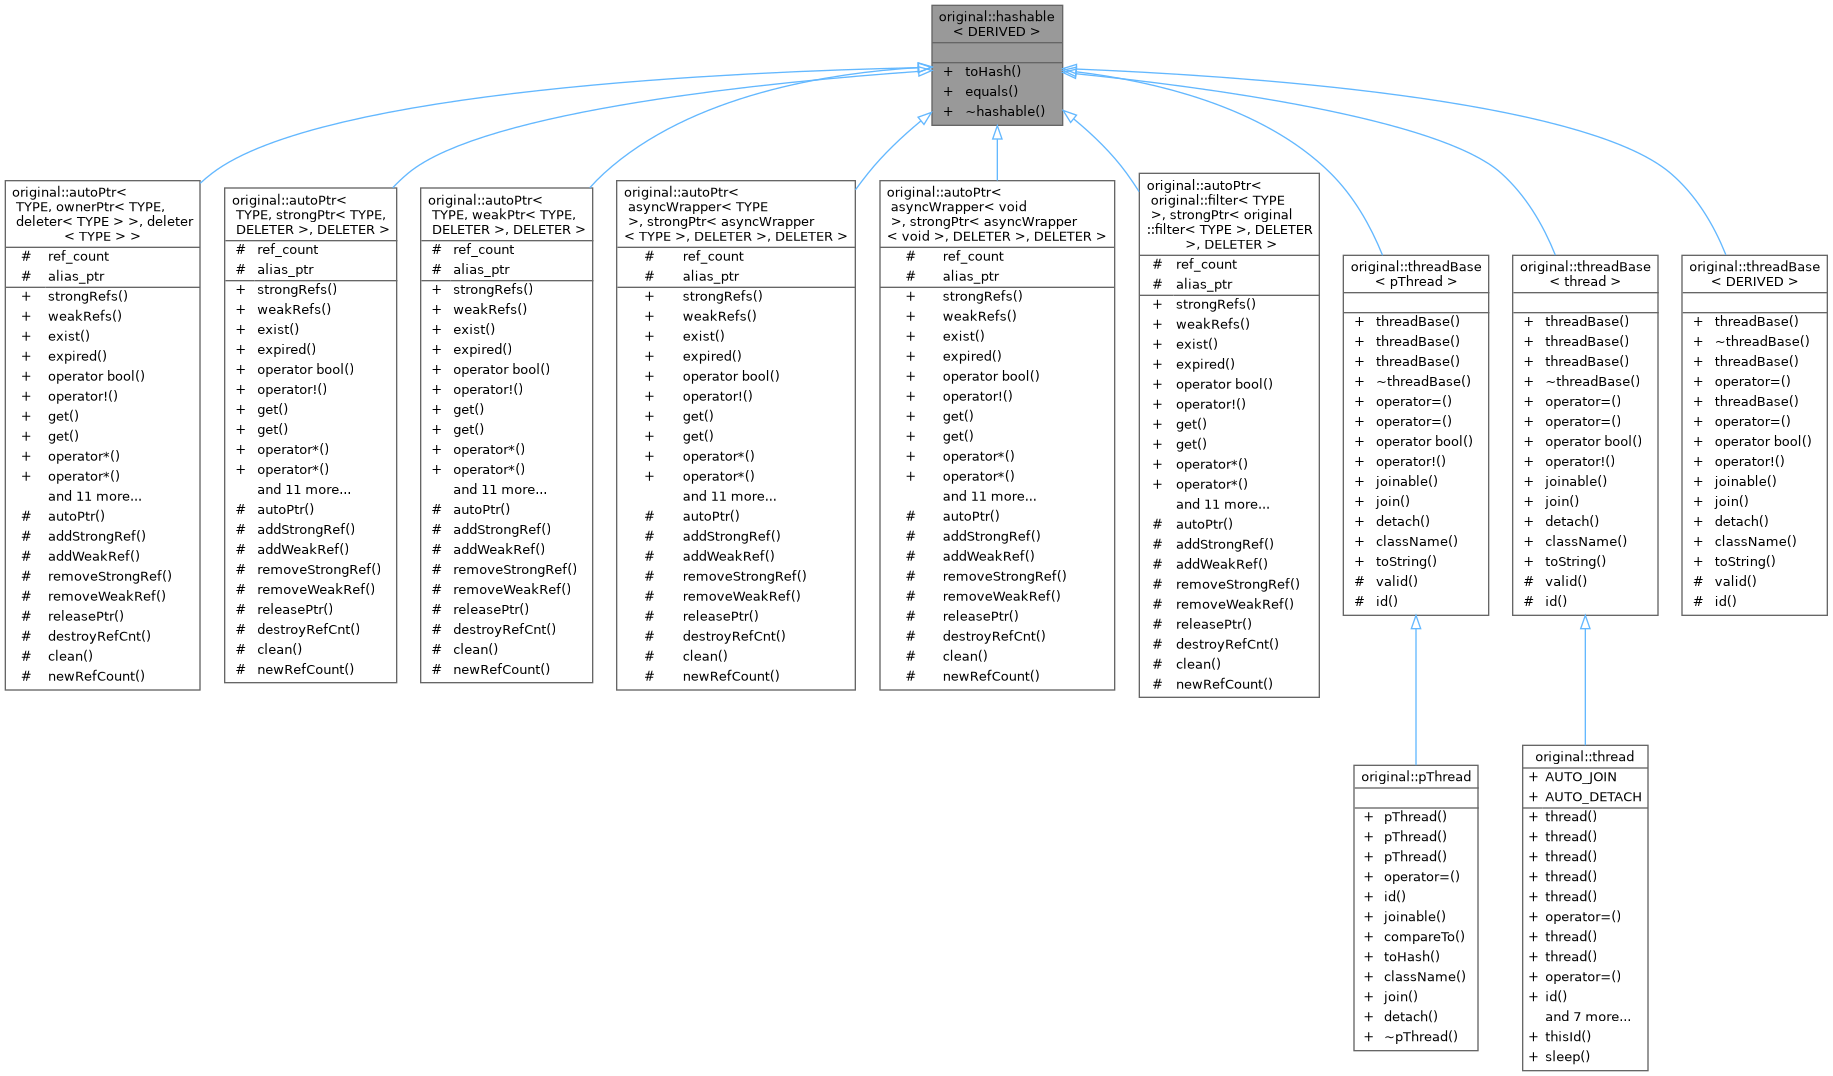 original::hashable
< DERIVED >
+ toHash()
+ equals()
+ ~hashable()
original::autoPtr<
TYPE, ownerPtr< TYPE,
deleter< TYPE > >, deleter
< TYPE > >
# ref_count
# alias_ptr
+ strongRefs()
+ weakRefs()
+ exist()
+ expired()
+ operator bool()
+ operator!()
+ get()
+ get()
+ operator*()
+ operator*()
and 11 more...
# autoPtr()
# addStrongRef()
# addWeakRef()
# removeStrongRef()
# removeWeakRef()
# releasePtr()
# destroyRefCnt()
# clean()
# newRefCount()
original::autoPtr<
TYPE, strongPtr< TYPE,
DELETER >, DELETER >
# ref_count
# alias_ptr
+ strongRefs()
+ weakRefs()
+ exist()
+ expired()
+ operator bool()
+ operator!()
+ get()
+ get()
+ operator*()
+ operator*()
and 11 more...
# autoPtr()
# addStrongRef()
# addWeakRef()
# removeStrongRef()
# removeWeakRef()
# releasePtr()
# destroyRefCnt()
# clean()
# newRefCount()
original::autoPtr<
TYPE, weakPtr< TYPE,
DELETER >, DELETER >
# ref_count
# alias_ptr
+ strongRefs()
+ weakRefs()
+ exist()
+ expired()
+ operator bool()
+ operator!()
+ get()
+ get()
+ operator*()
+ operator*()
and 11 more...
# autoPtr()
# addStrongRef()
# addWeakRef()
# removeStrongRef()
# removeWeakRef()
# releasePtr()
# destroyRefCnt()
# clean()
# newRefCount()
original::autoPtr<
asyncWrapper< TYPE
>, strongPtr< asyncWrapper
< TYPE >, DELETER >, DELETER >
# ref_count
# alias_ptr
+ strongRefs()
+ weakRefs()
+ exist()
+ expired()
+ operator bool()
+ operator!()
+ get()
+ get()
+ operator*()
+ operator*()
and 11 more...
# autoPtr()
# addStrongRef()
# addWeakRef()
# removeStrongRef()
# removeWeakRef()
# releasePtr()
# destroyRefCnt()
# clean()
# newRefCount()
original::autoPtr<
asyncWrapper< void
>, strongPtr< asyncWrapper
< void >, DELETER >, DELETER >
# ref_count
# alias_ptr
+ strongRefs()
+ weakRefs()
+ exist()
+ expired()
+ operator bool()
+ operator!()
+ get()
+ get()
+ operator*()
+ operator*()
and 11 more...
# autoPtr()
# addStrongRef()
# addWeakRef()
# removeStrongRef()
# removeWeakRef()
# releasePtr()
# destroyRefCnt()
# clean()
# newRefCount()
original::autoPtr<
original::filter< TYPE
>, strongPtr< original
::filter< TYPE >, DELETER
>, DELETER >
# ref_count
# alias_ptr
+ strongRefs()
+ weakRefs()
+ exist()
+ expired()
+ operator bool()
+ operator!()
+ get()
+ get()
+ operator*()
+ operator*()
and 11 more...
# autoPtr()
# addStrongRef()
# addWeakRef()
# removeStrongRef()
# removeWeakRef()
# releasePtr()
# destroyRefCnt()
# clean()
# newRefCount()
original::threadBase
< pThread >
+ threadBase()
+ threadBase()
+ threadBase()
+ ~threadBase()
+ operator=()
+ operator=()
+ operator bool()
+ operator!()
+ joinable()
+ join()
+ detach()
+ className()
+ toString()
# valid()
# id()
original::threadBase
< thread >
+ threadBase()
+ threadBase()
+ threadBase()
+ ~threadBase()
+ operator=()
+ operator=()
+ operator bool()
+ operator!()
+ joinable()
+ join()
+ detach()
+ className()
+ toString()
# valid()
# id()
original::threadBase
< DERIVED >
+ threadBase()
+ ~threadBase()
+ threadBase()
+ operator=()
+ threadBase()
+ operator=()
+ operator bool()
+ operator!()
+ joinable()
+ join()
+ detach()
+ className()
+ toString()
# valid()
# id()
original::pThread
+ pThread()
+ pThread()
+ pThread()
+ operator=()
+ id()
+ joinable()
+ compareTo()
+ toHash()
+ className()
+ join()
+ detach()
+ ~pThread()
original::thread
+ AUTO_JOIN
+ AUTO_DETACH
+ thread()
+ thread()
+ thread()
+ thread()
+ thread()
+ operator=()
+ thread()
+ thread()
+ operator=()
+ id()
and 7 more...
+ thisId()
+ sleep()